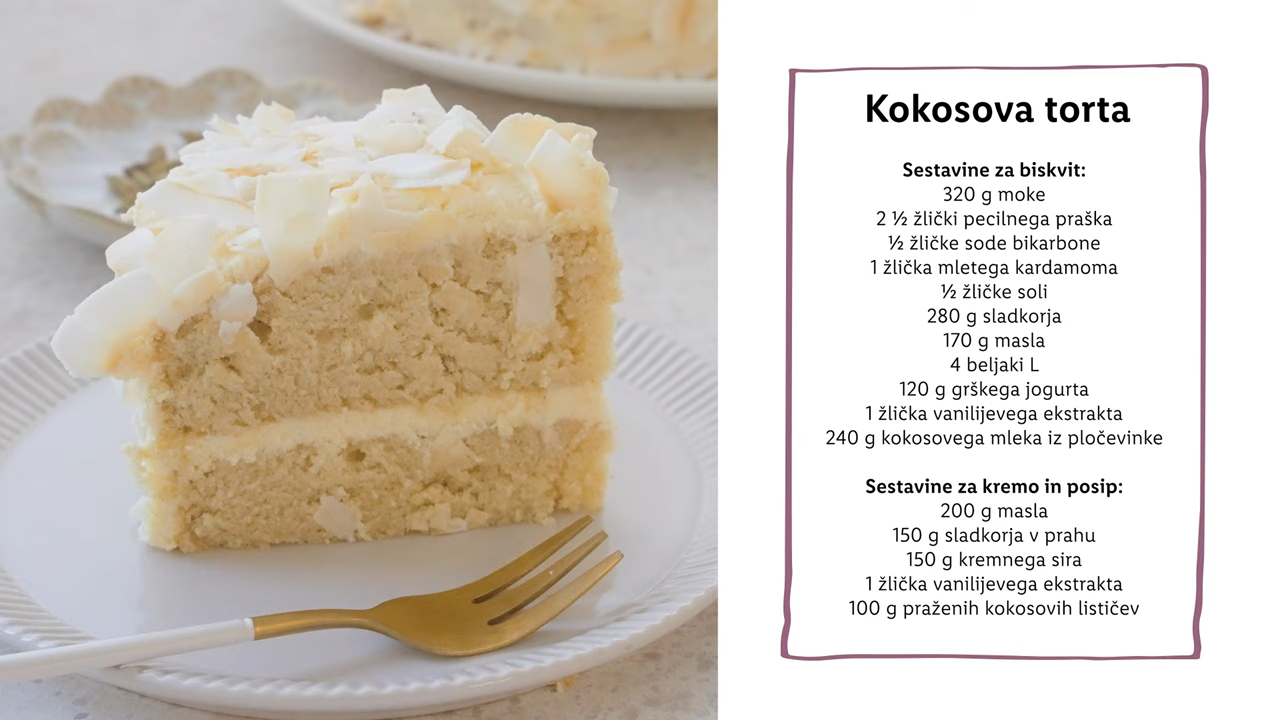 Kokosova torta
Sestavine za biskvit:
320 g moke
2 ½ žlički pecilnega praška
½ žličke sode bikarbone
1 žlička mletega kardamoma
½ žličke soli
280 g sladkorja
170 g masla
4 beljaki L
120 g grškega jogurta
1 žlička vanilijevega ekstrakta
240 g kokosovega mleka iz pločevinke
Sestavine za kremo in posip:
200 g masla
150 g sladkorja v prahu
150 g kremnega sira
1 žlička vanilijevega ekstrakta
100 g praženih kokosovih lističev